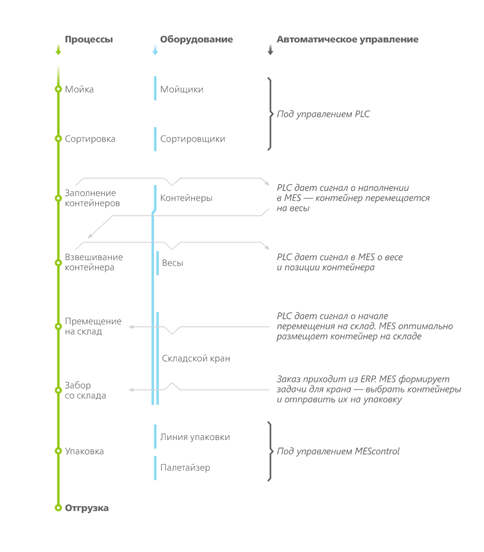 Процессы Оборудование Автоматическое управление
Мойка Мойщики
Под управлением PLC
Сортировка Сортировщики
Заполнение
контейнеров
Контейнеры
PLC дает сигнал о наполнении
в MES — контейнер перемещается
на весы
Взвешивание
контейнера
Весы
PLC дает сигнал в MES о весе
и позиции контейнера
Премещение
на склад
PLC дает сигнал о начале
перемещения на склад. MES оптимально
размещает контейнер на складе
Складской кран
Забор
со склада
Заказ приходит из ERP. MES формирует
задачи для крана — выбрать контейнеры
и отправить их на упаковку
Упаковка
Линия упаковки
Палетайзер
Под управлением MEScontrol
Отгрузка